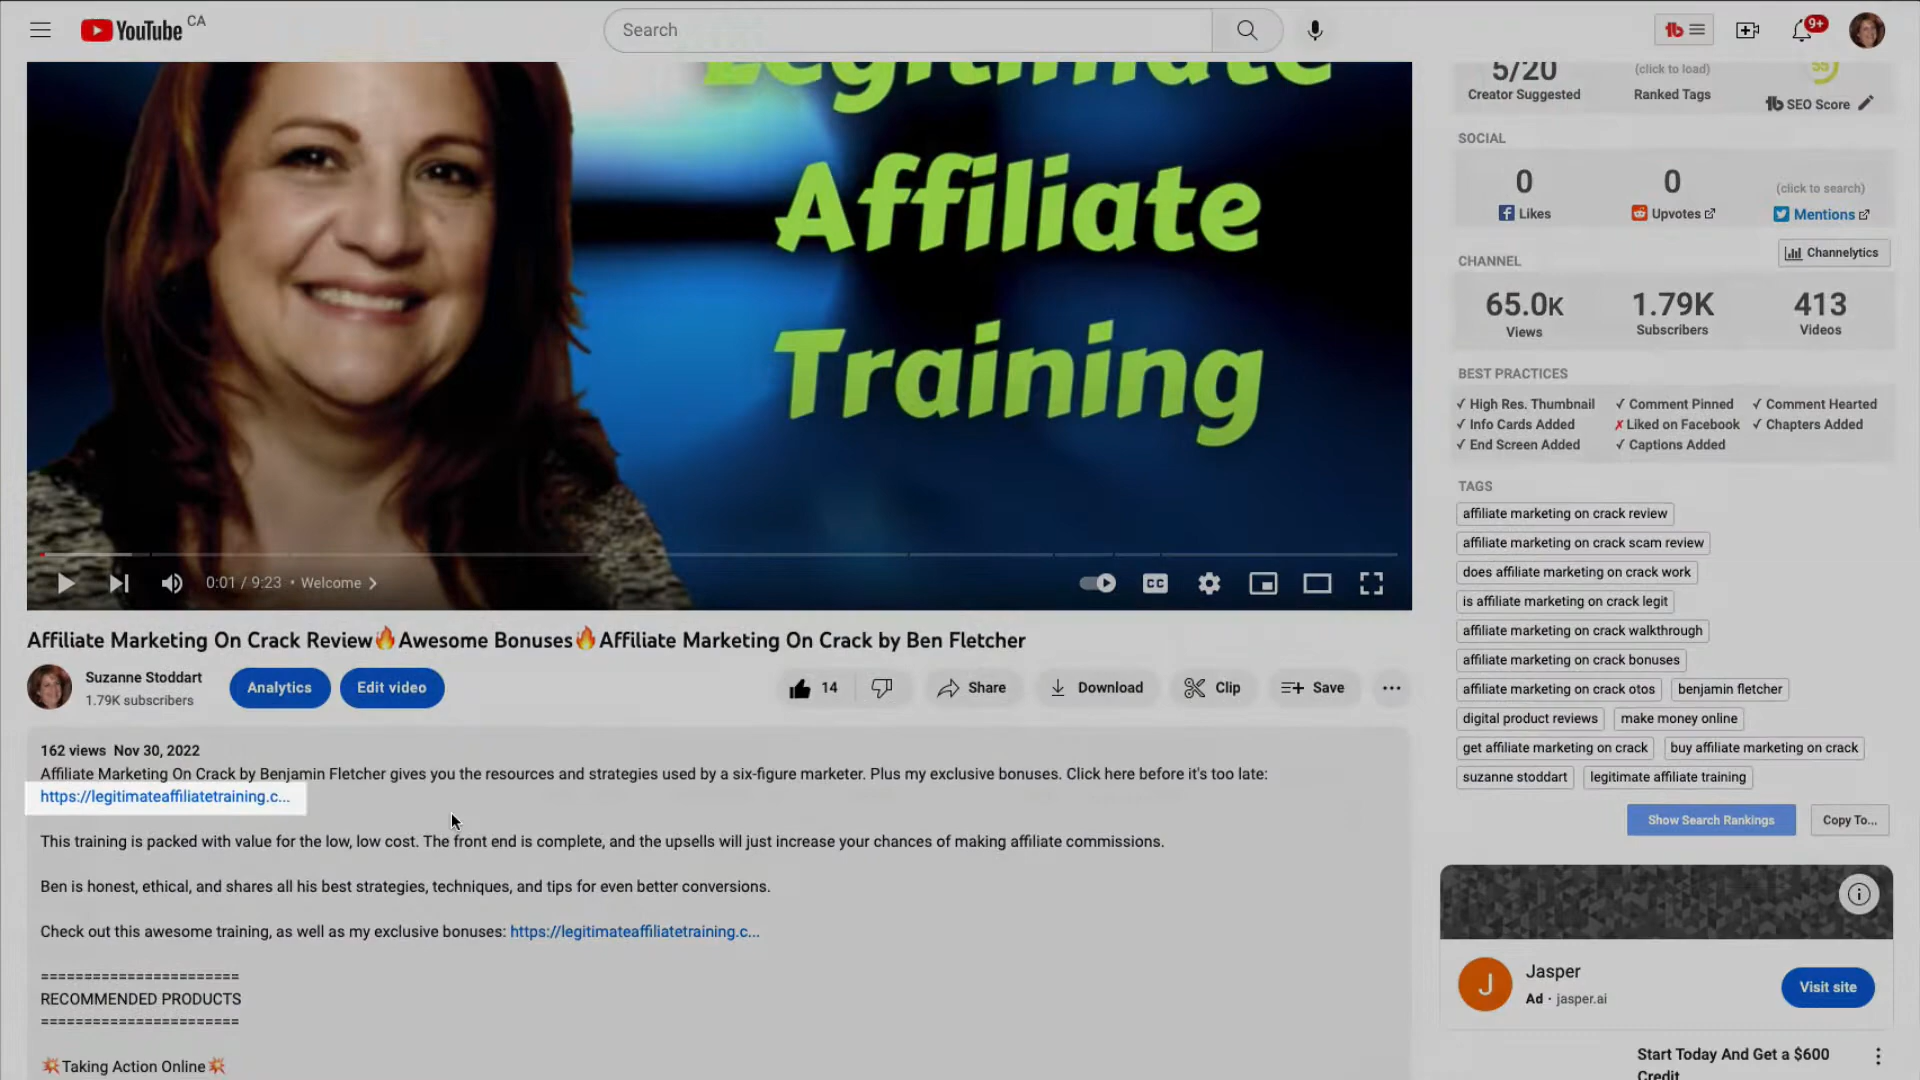 YouTube CA
Search
9+
Legitimate
Affiliate
Training
0:01 / 9:23 • Welcome
CC
Affiliate Marketing On Crack Review🔥Awesome Bonuses🔥Affiliate Marketing On Crack by Ben Fletcher
Suzanne Stoddart
1.79K subscribers
Analytics
Edit video
14
Share
Download
Clip
Save
162 views Nov 30, 2022
Affiliate Marketing On Crack by Benjamin Fletcher gives you the resources and strategies used by a six-figure marketer. Plus my exclusive bonuses. Click here before it's too late:
https://legitimateaffiliatetraining.c...
This training is packed with value for the low, low cost. The front end is complete, and the upsells will just increase your chances of making affiliate commissions.
Ben is honest, ethical, and shares all his best strategies, techniques, and tips for even better conversions.
Check out this awesome training, as well as my exclusive bonuses: https://legitimateaffiliatetraining.c...
======================
RECOMMENDED PRODUCTS
======================
💥Taking Action Online💥
5/20
Creator Suggested
(click to load)
Ranked Tags
55
SEO Score
SOCIAL
0
Likes
0
Upvotes
(click to search)
Mentions
CHANNEL
Channelytics
65.0K
Views
1.79K
Subscribers
413
Videos
BEST PRACTICES
✓ High Res. Thumbnail ✓ Comment Pinned ✓ Comment Hearted
✓ Info Cards Added ✗ Liked on Facebook ✓ Chapters Added
✓ End Screen Added ✓ Captions Added
TAGS
affiliate marketing on crack review
affiliate marketing on crack scam review
does affiliate marketing on crack work
is affiliate marketing on crack legit
affiliate marketing on crack walkthrough
affiliate marketing on crack bonuses
affiliate marketing on crack otos benjamin fletcher
digital product reviews make money online
get affiliate marketing on crack buy affiliate marketing on crack
suzanne stoddart legitimate affiliate training
Show Search Rankings
Copy To...
J
Jasper
Ad · jasper.ai
Visit site
Start Today And Get a $600
Credit